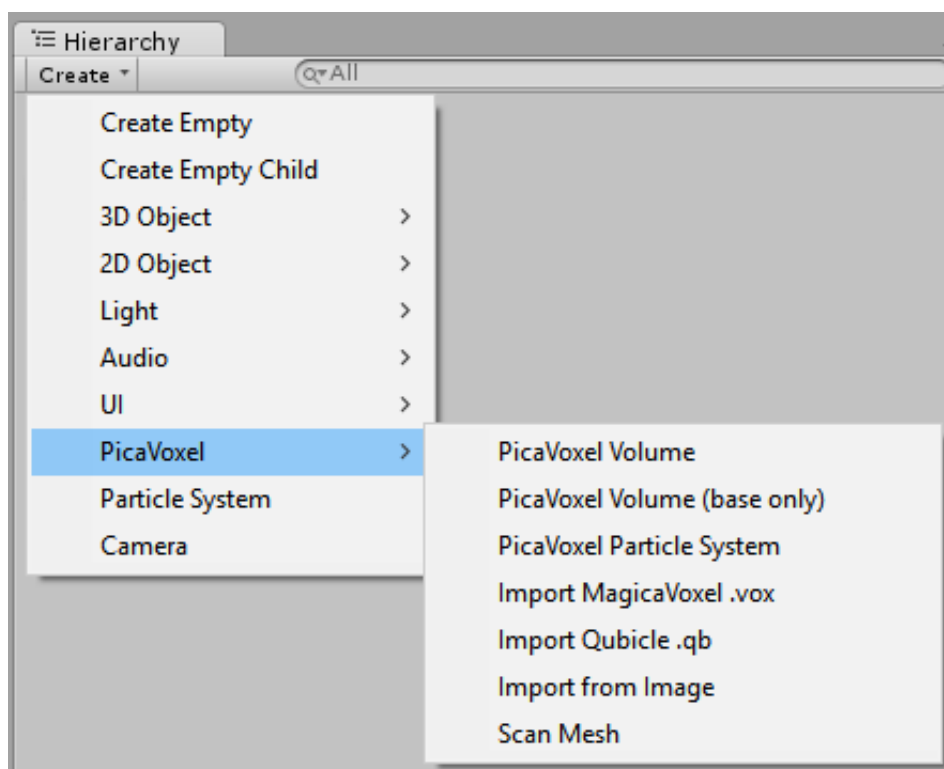 Hierarchy
Create
All
Create Empty
Create Empty Child
3D Object
2D Object
Light
Audio
UI
PicaVoxel
Particle System
Camera
PicaVoxel Volume
PicaVoxel Volume (base only)
PicaVoxel Particle System
Import MagicaVoxel .vox
Import Qubicle .qb
Import from Image
Scan Mesh